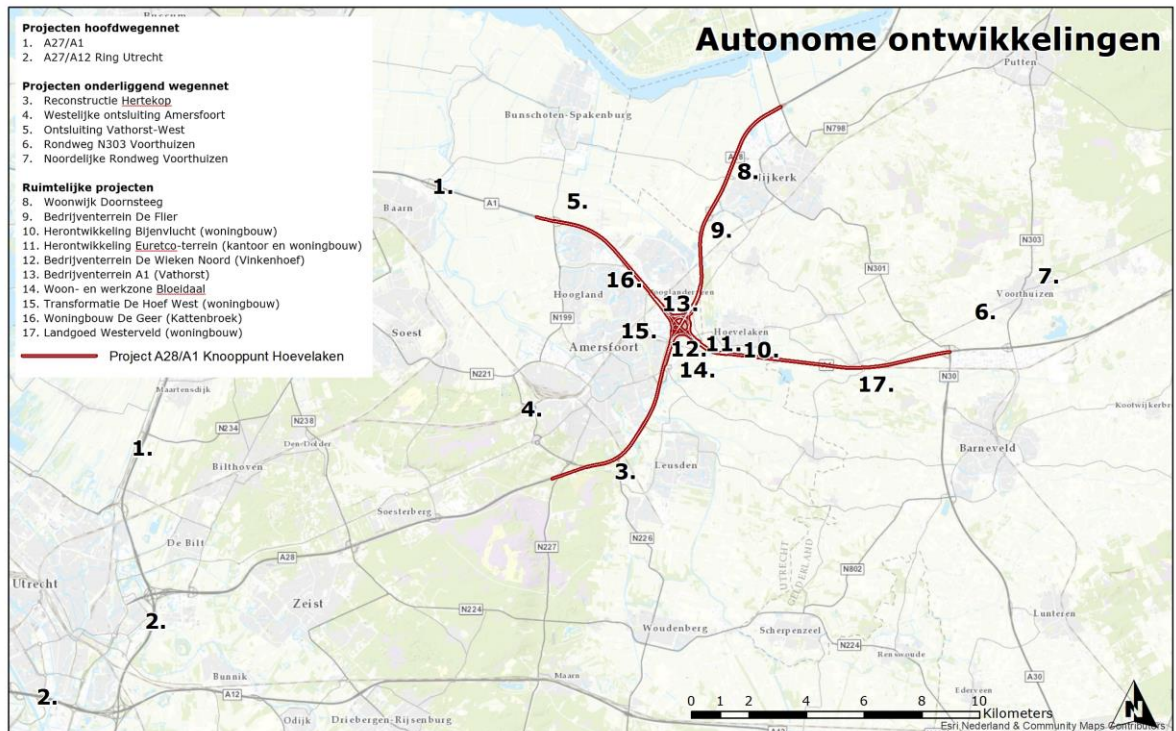 Autonome ontwikkelingen
Projecten hoofdwegennet
1. A27/A1
2. A27/A12 Ring Utrecht
Projecten onderliggend wegennet
3. Reconstructie Hertekop
4. Westelijke ontsluiting Amersfoort
5. Ontsluiting Vathorst-West
6. Rondweg N303 Voorthuizen
7. Noordelijke Rondweg Voorthuizen
Ruimtelijke projecten
8. Woonwijk Doornsteeg
9. Bedrijventerrein De Flier
10. Herontwikkeling Bijenvlucht (woningbouw)
11. Herontwikkeling Euretco-terrein (kantoor en woningbouw)
12. Bedrijventerrein De Wieken Noord (Vinkenhoef)
13. Bedrijventerrein A1 (Vathorst)
14. Woon- en werkzone Bloeidaal
15. Transformatie De Hoef West (woningbouw)
16. Woningbouw De Geer (Kattenbroek)
17. Landgoed Westerveld (woningbouw)
Project A28/A1 Knooppunt Hoevelaken
Putten
Bunschoten-Spakenburg
N798
8.
Nijkerk
1.
A1
5.
Baarn
9.
N303
N301
7.
16.
Hoogland
13.
Voorthuizen
6.
N199
15.
Hoevelaken
Soest
Amersfoort
12.
11.
10.
14.
17.
N221
N30
Maartensdijk
Kootwijkerbr
4.
N238
N234
Den-Dolder
1.
Bilthoven
Barneveld
3.
Leusden
Soesterberg
De Bilt
N227
N226
A28
UTRECHT
GELDERLAND
Utrecht
N802
Zeist
N224
2.
Woudenberg
Scherpenzeel
Lunteren
N224
Renswoude
Bunnik
Maarn
A12
A30
2.
Ederveen
Odijk
Driebergen-Rijsenburg
0 1 2 4 6 8 10
Kilometers
N
Esri Nederland & Community Maps Contributors